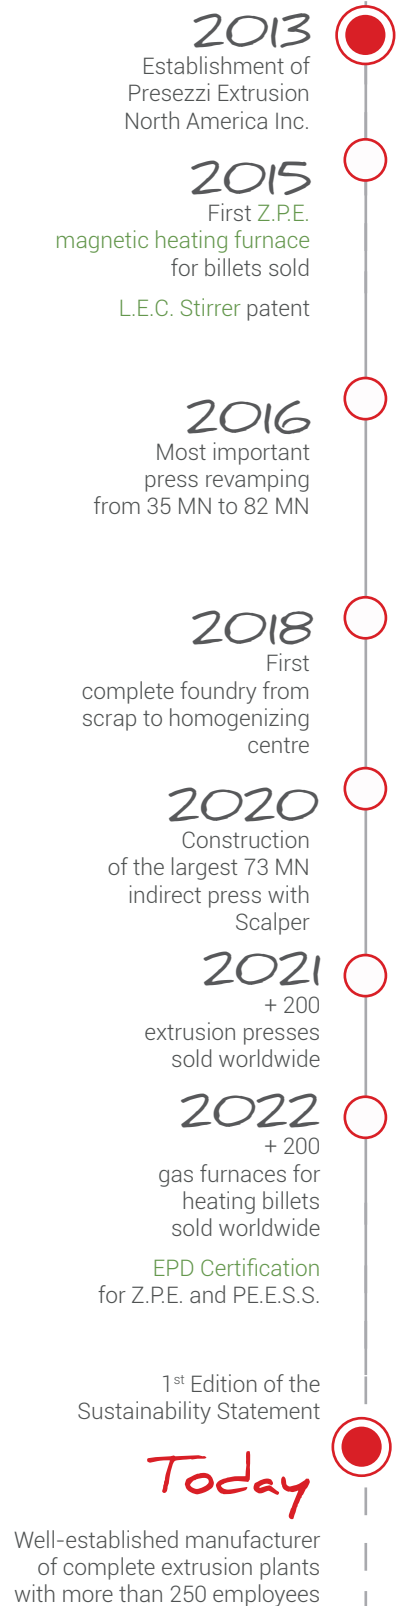 2013
Establishment of
Presezzi Extrusion
North America Inc.
2015
First Z.P.E.
magnetic heating furnace
for billets sold
L.E.C. Stirrer patent
2016
Most important
press revamping
from 35 MN to 82 MN
2018
First
complete foundry from
scrap to homogenizing
centre
2020
Construction
of the largest 73 MN
indirect press with
Scalper
2021
+ 200
extrusion presses
sold worldwide
2022
+ 200
gas furnaces for
heating billets
sold worldwide
EPD Certification
for Z.P.E. and PE.E.S.S.
1st Edition of the
Sustainability Statement
Today
Well-established manufacturer
of complete extrusion plants
with more than 250 employees